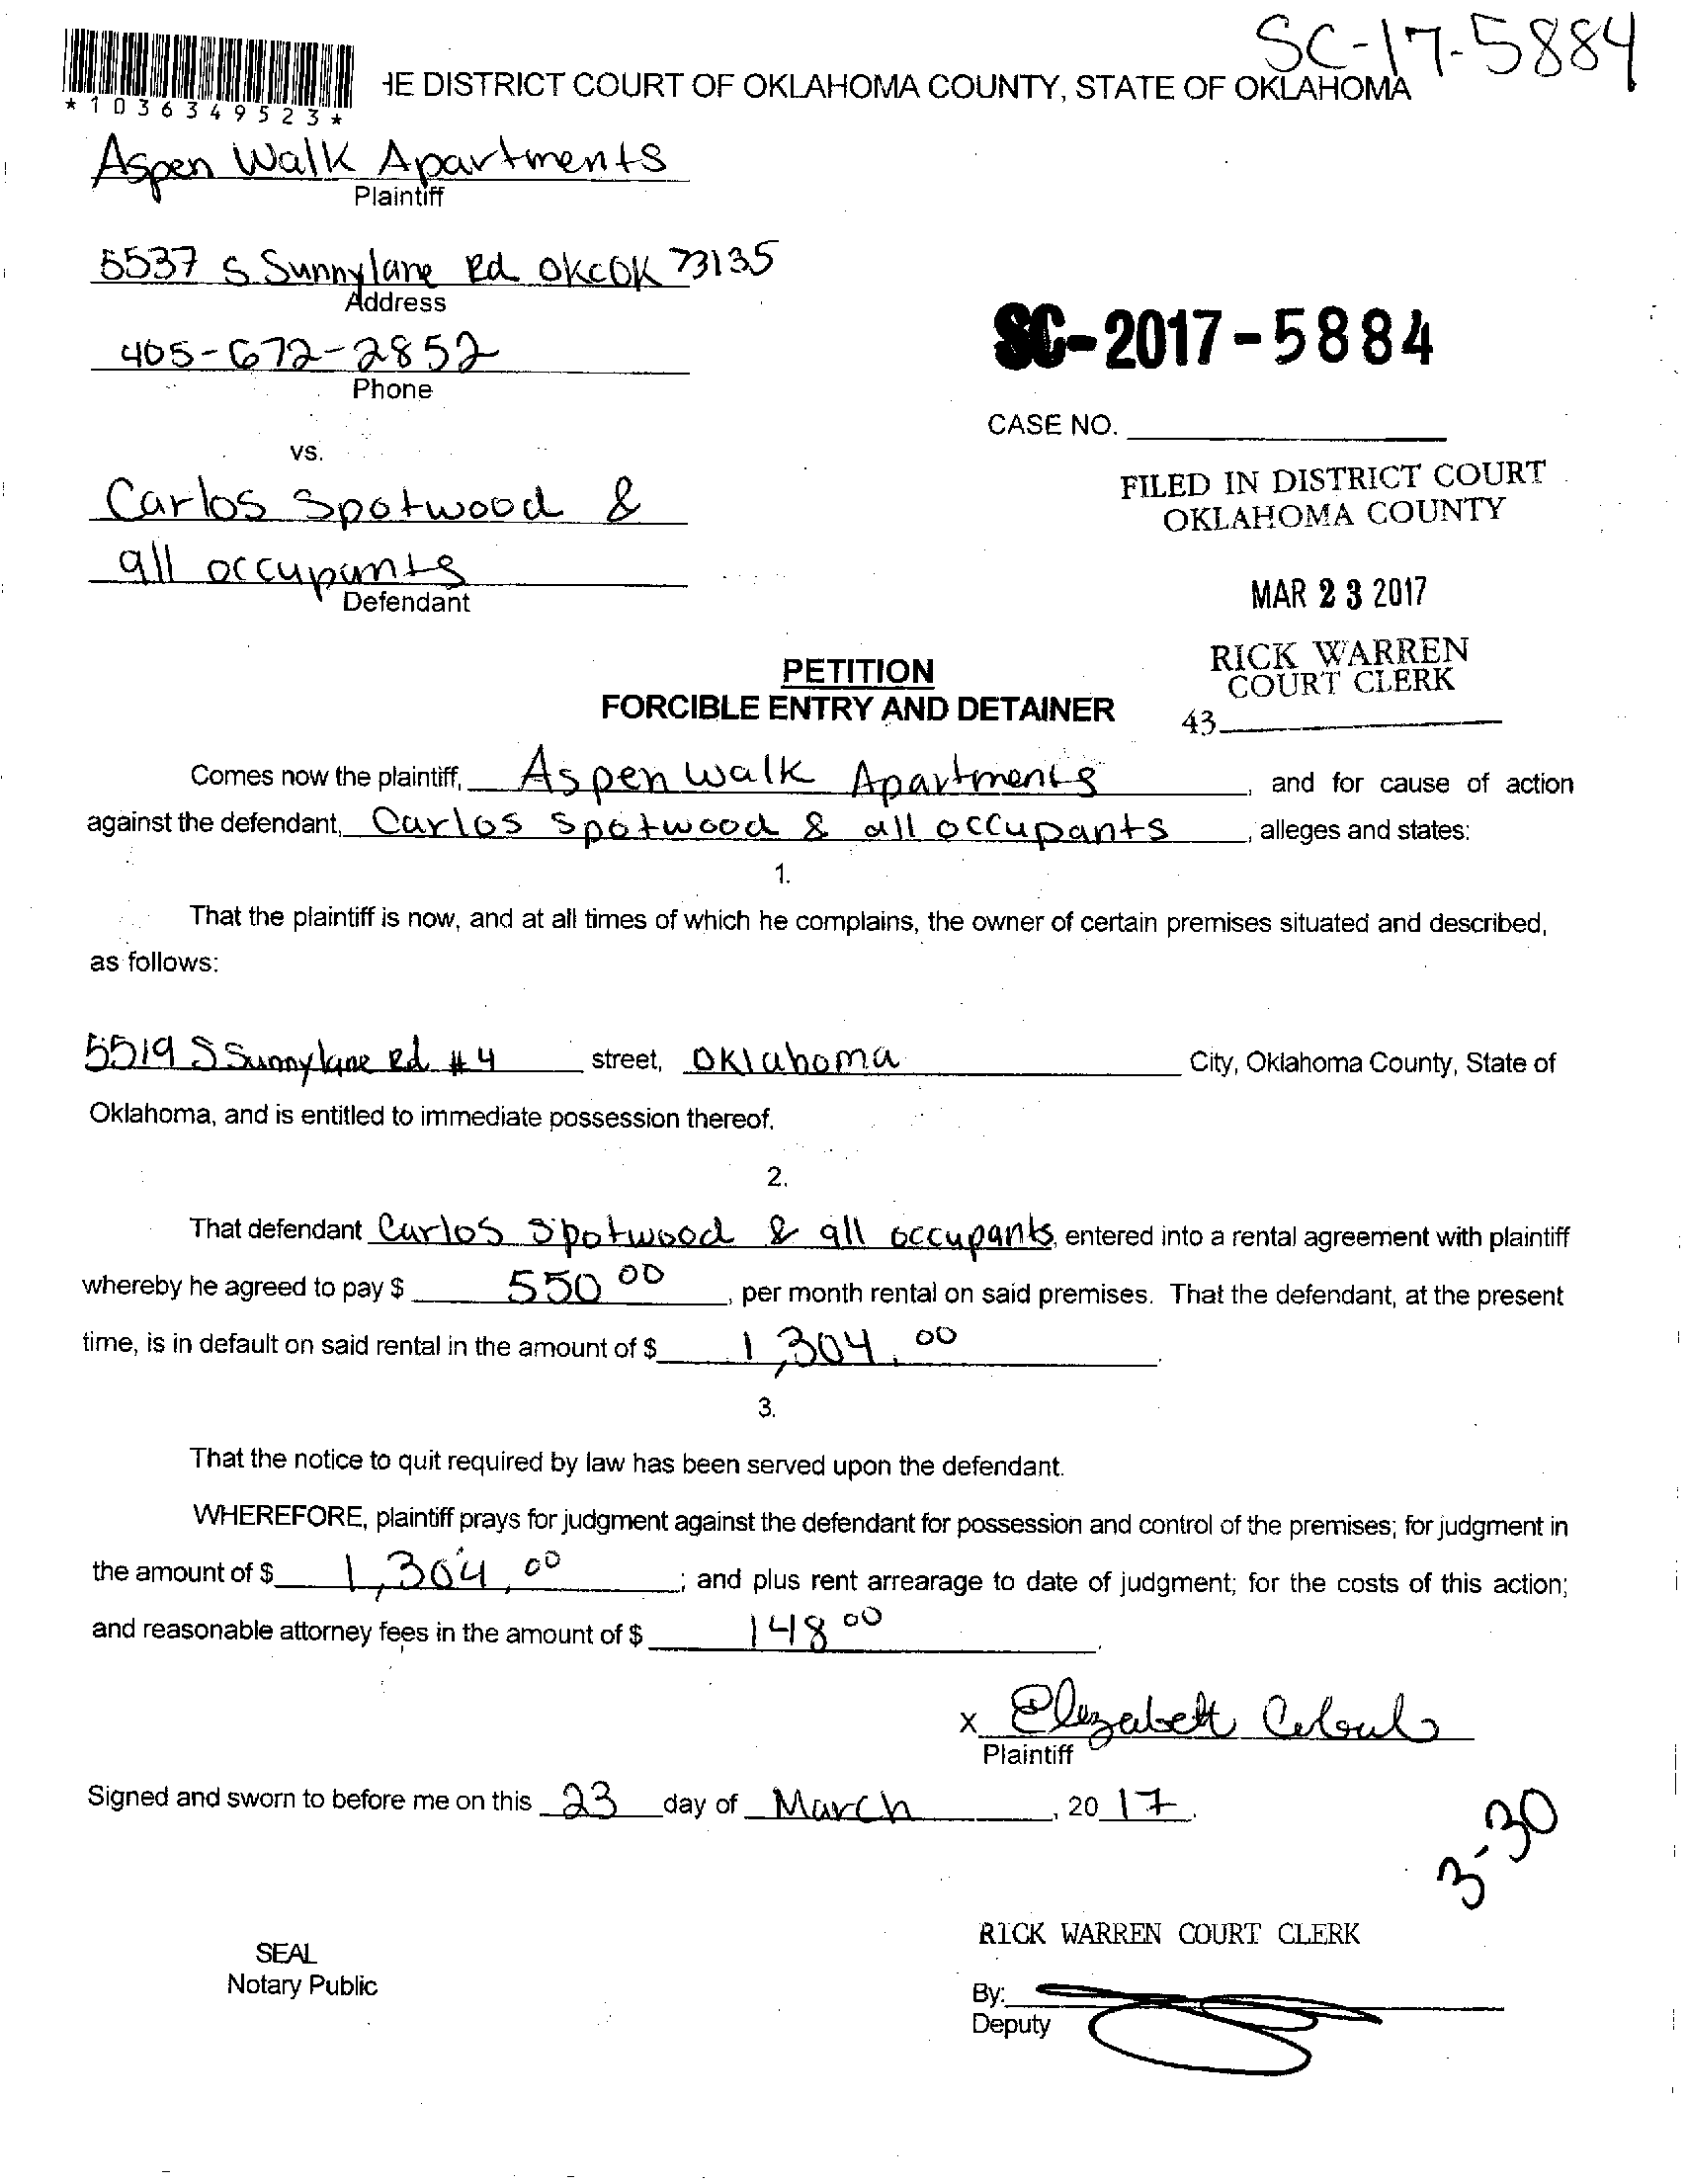 SC-17-5884
*1036349523*
HE DISTRICT COURT OF OKLAHOMA COUNTY, STATE OF OKLAHOMA
Aspen Walk Apartments
Plaintiff
5537 S Sunnylane Rd OKC OK 73135
Address
405-672-2852
Phone
SC-2017-5884
CASE NO.
vs.
FILED IN DISTRICT COURT
OKLAHOMA COUNTY
Carlos Spotwood &
all occupants
Defendant
MAR 23 2017
RICK WARREN
COURT CLERK
43
PETITION
FORCIBLE ENTRY AND DETAINER
Comes now the plaintiff, Aspen Walk Apartments, and for cause of action
against the defendant, Carlos Spotwood & all occupants, alleges and states:
1.
That the plaintiff is now, and at all times of which he complains, the owner of certain premises situated and described,
as follows:
5519 S Sunnylane Rd #4 street, Oklahoma City, Oklahoma County, State of
Oklahoma, and is entitled to immediate possession thereof.
2.
That defendant Carlos Spotwood & all occupants, entered into a rental agreement with plaintiff
whereby he agreed to pay $ 550 00, per month rental on said premises. That the defendant, at the present
time, is in default on said rental in the amount of $ 1,304.00.
3.
That the notice to quit required by law has been served upon the defendant.
WHEREFORE, plaintiff prays for judgment against the defendant for possession and control of the premises; for judgment in
the amount of $ 1,304.00; and plus rent arrearage to date of judgment; for the costs of this action;
and reasonable attorney fees in the amount of $ 148 00.
x Elizabeth
Plaintiff
Signed and sworn to before me on this 23 day of March, 20 17.
3-30
RICK WARREN COURT CLERK
SEAL
Notary Public
By:
Deputy